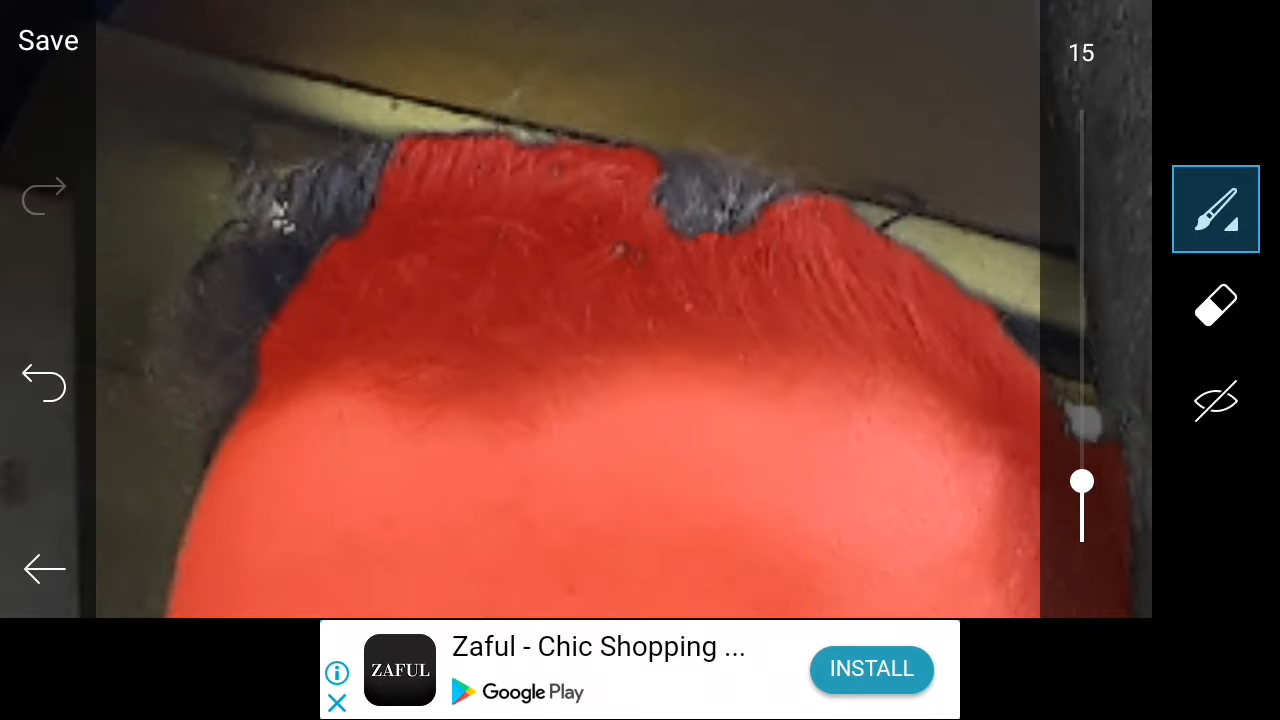 Save
15
ZAFUL
Zaful - Chic Shopping ...
Google Play
INSTALL